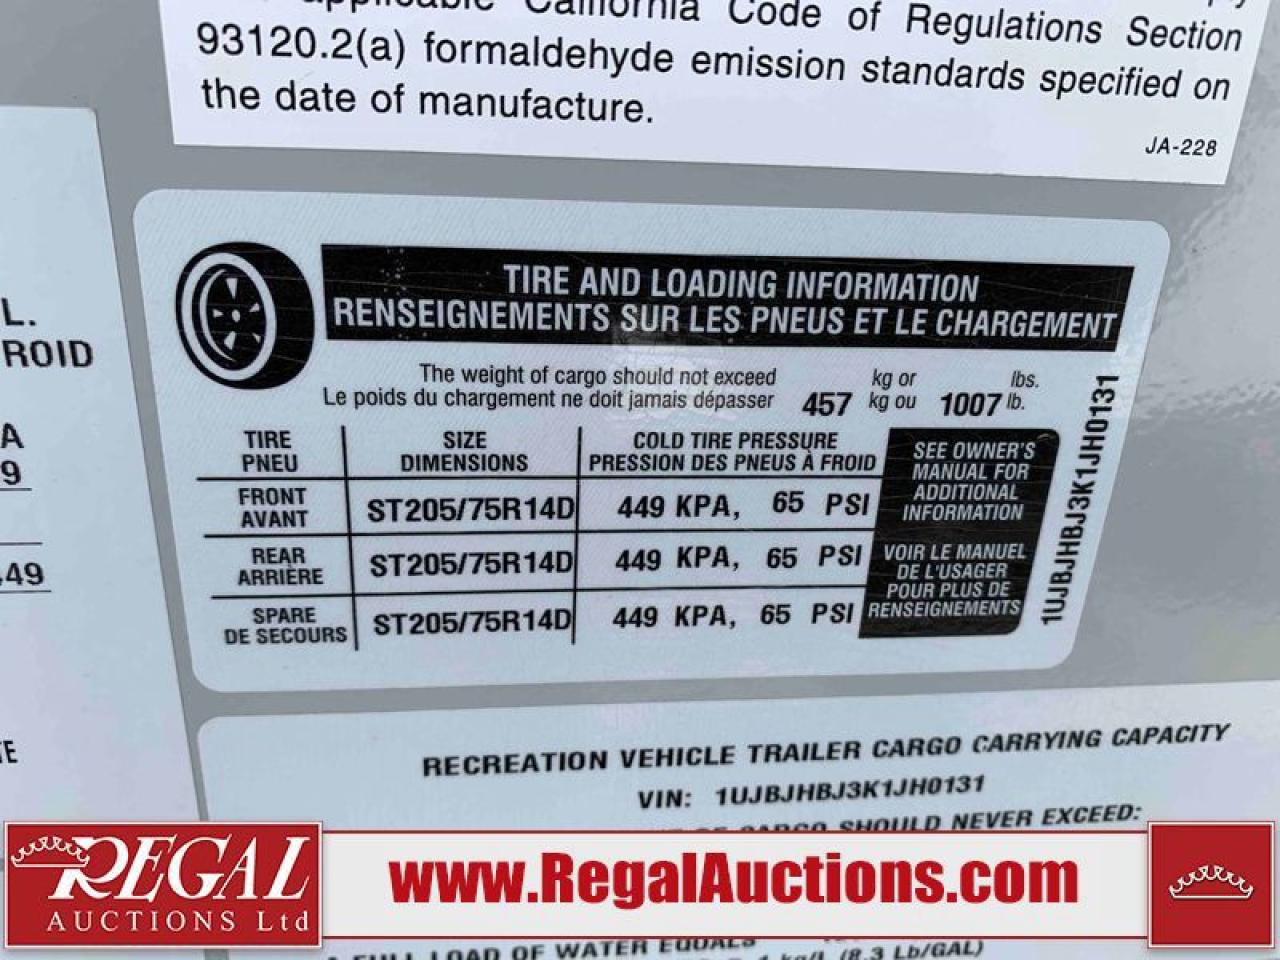 California Code of Regulations Section
93120.2(a) formaldehyde emission standards specified on
the date of manufacture.
JA-228
L.
ROID
A
9
49
TIRE AND LOADING INFORMATION
RENSEIGNEMENTS SUR LES PNEUS ET LE CHARGEMENT
The weight of cargo should not exceed kg or lbs.
Le poids du chargement ne doit jamais dépasser 457 kg ou 1007 lb.
TIRE SIZE COLD TIRE PRESSURE
PNEU DIMENSIONS PRESSION DES PNEUS À FROID
FRONT
AVANT ST205/75R14D 449 KPA, 65 PSI
REAR
ARRIÈRE ST205/75R14D 449 KPA, 65 PSI
SPARE
DE SECOURS ST205/75R14D 449 KPA, 65 PSI
SEE OWNER'S
MANUAL FOR
ADDITIONAL
INFORMATION
VOIR LE MANUEL
DE L'USAGER
POUR PLUS DE
RENSEIGNEMENTS
1UJBJHBJ3K1JH0131
RECREATION VEHICLE TRAILER CARGO CARRYING CAPACITY
VIN: 1UJBJHBJ3K1JH0131
CARGO SHOULD NEVER EXCEED:
REGAL
AUCTIONS Ltd
www.RegalAuctions.com
FULL LOAD OF WATER EQUALS
kg/L (8.3 Lb/GAL)